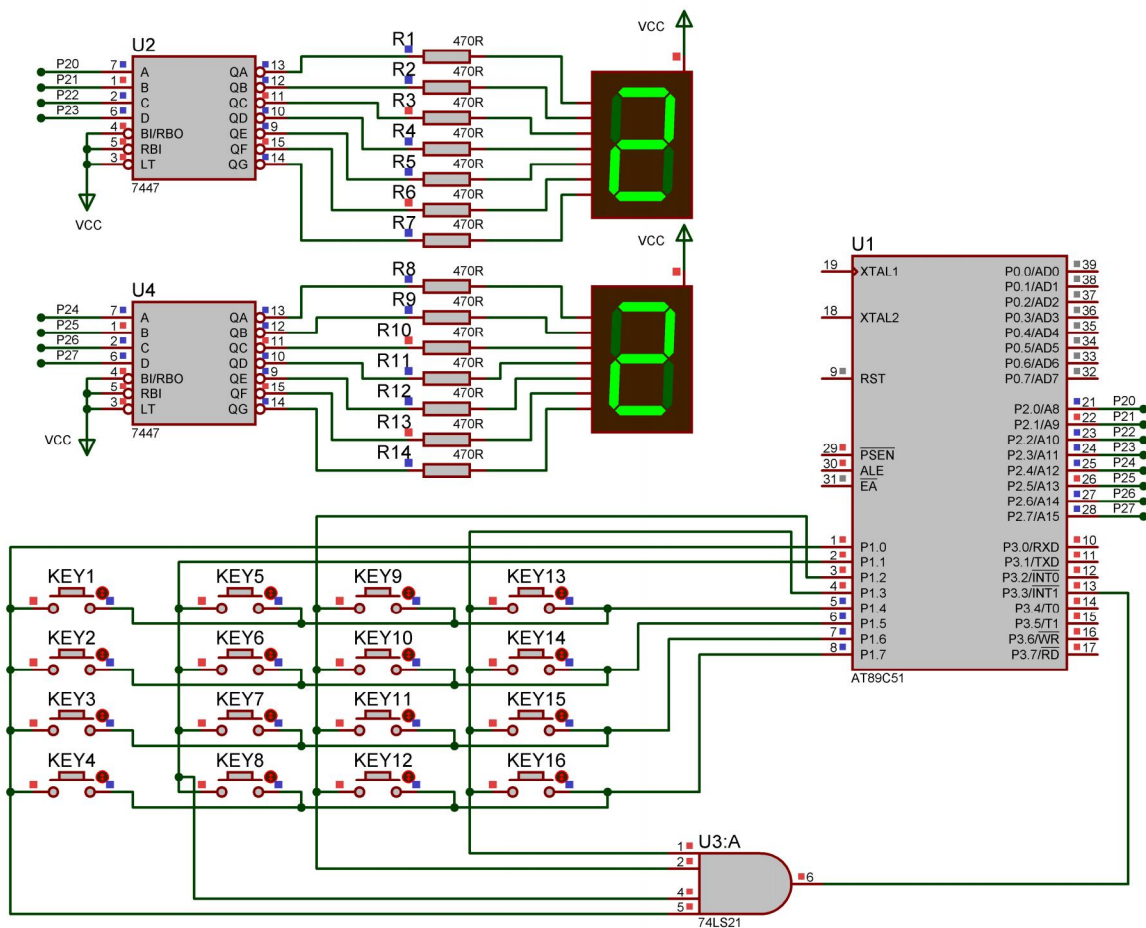 U2
P20 7 A QA 13
P21 1 B QB 12
P22 2 C QC 11
P23 6 D QD 10
4 BI/RBO QE 9
5 RBI QF 15
3 LT QG 14
7447
VCC
R1 470R
R2 470R
R3 470R
R4 470R
R5 470R
R6 470R
R7 470R
VCC
2
U4
P24 7 A QA 13
P25 1 B QB 12
P26 2 C QC 11
P27 6 D QD 10
4 BI/RBO QE 9
5 RBI QF 15
3 LT QG 14
7447
VCC
R8 470R
R9 470R
R10 470R
R11 470R
R12 470R
R13 470R
R14 470R
VCC
2
U1
19 XTAL1
18 XTAL2
9 RST
29 PSEN
30 ALE
31 EA
1 P1.0
2 P1.1
3 P1.2
4 P1.3
5 P1.4
6 P1.5
7 P1.6
8 P1.7
P0.0/AD0 39
P0.1/AD1 38
P0.2/AD2 37
P0.3/AD3 36
P0.4/AD4 35
P0.5/AD5 34
P0.6/AD6 33
P0.7/AD7 32
P2.0/A8 21 P20
P2.1/A9 22 P21
P2.2/A10 23 P22
P2.3/A11 24 P23
P2.4/A12 25 P24
P2.5/A13 26 P25
P2.6/A14 27 P26
P2.7/A15 28 P27
P3.0/RXD 10
P3.1/TXD 11
P3.2/INT0 12
P3.3/INT1 13
P3.4/T0 14
P3.5/T1 15
P3.6/WR 16
P3.7/RD 17
AT89C51
KEY1 KEY5 KEY9 KEY13
KEY2 KEY6 KEY10 KEY14
KEY3 KEY7 KEY11 KEY15
KEY4 KEY8 KEY12 KEY16
U3:A
1
2
4
5
6
74LS21